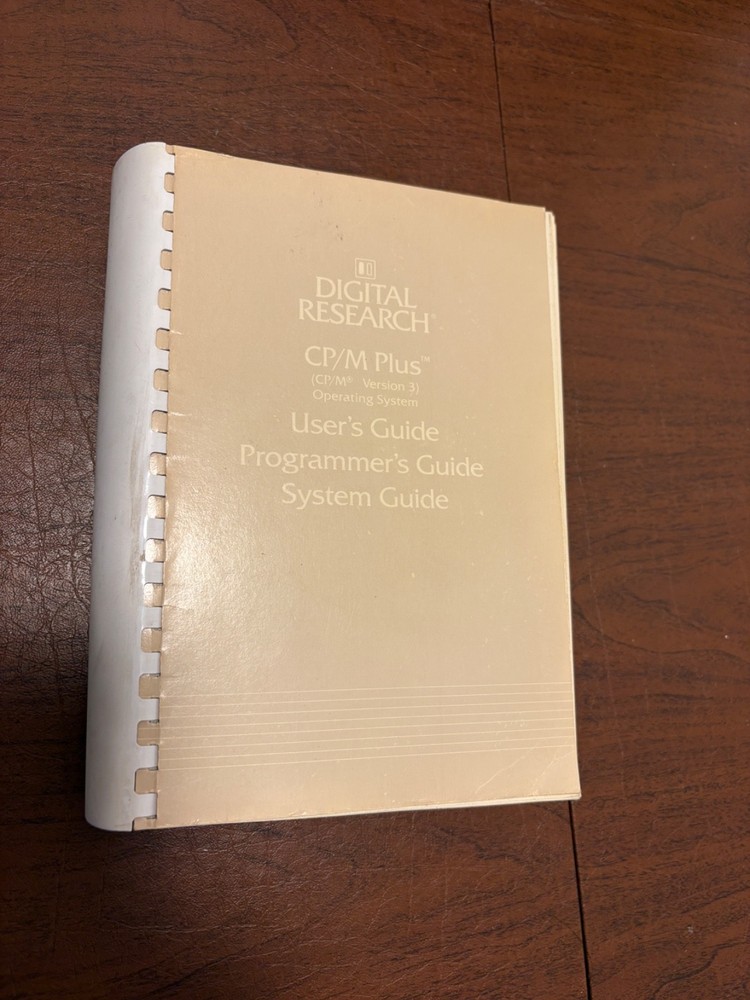 DIGITAL
RESEARCH®
CP/M Plus™
(CP/M® Version 3)
Operating System
User's Guide
Programmer's Guide
System Guide